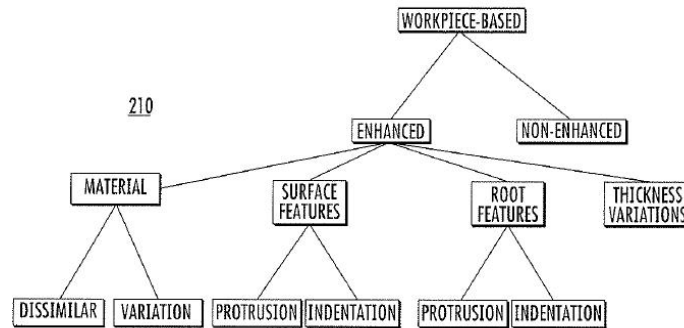 WORKPIECE-BASED
210
ENHANCED
NON-ENHANCED
MATERIAL
SURFACE
FEATURES
ROOT
FEATURES
THICKNESS
VARIATIONS
DISSIMILAR
VARIATION
PROTRUSION
INDENTATION
PROTRUSION
INDENTATION